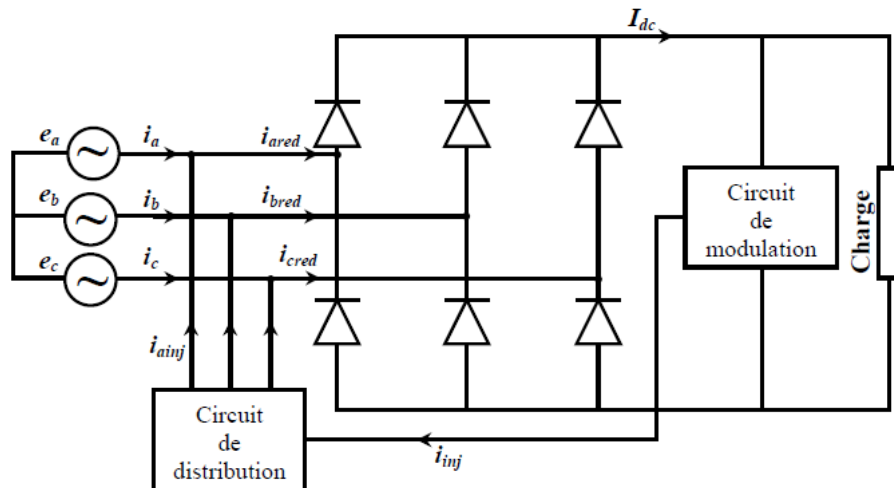 I_dc
e_a
i_a
i_ared
e_b
i_b
i_bred
e_c
i_c
i_cred
i_ainj
Circuit
de
modulation
Charge
Circuit
de
distribution
i_inj